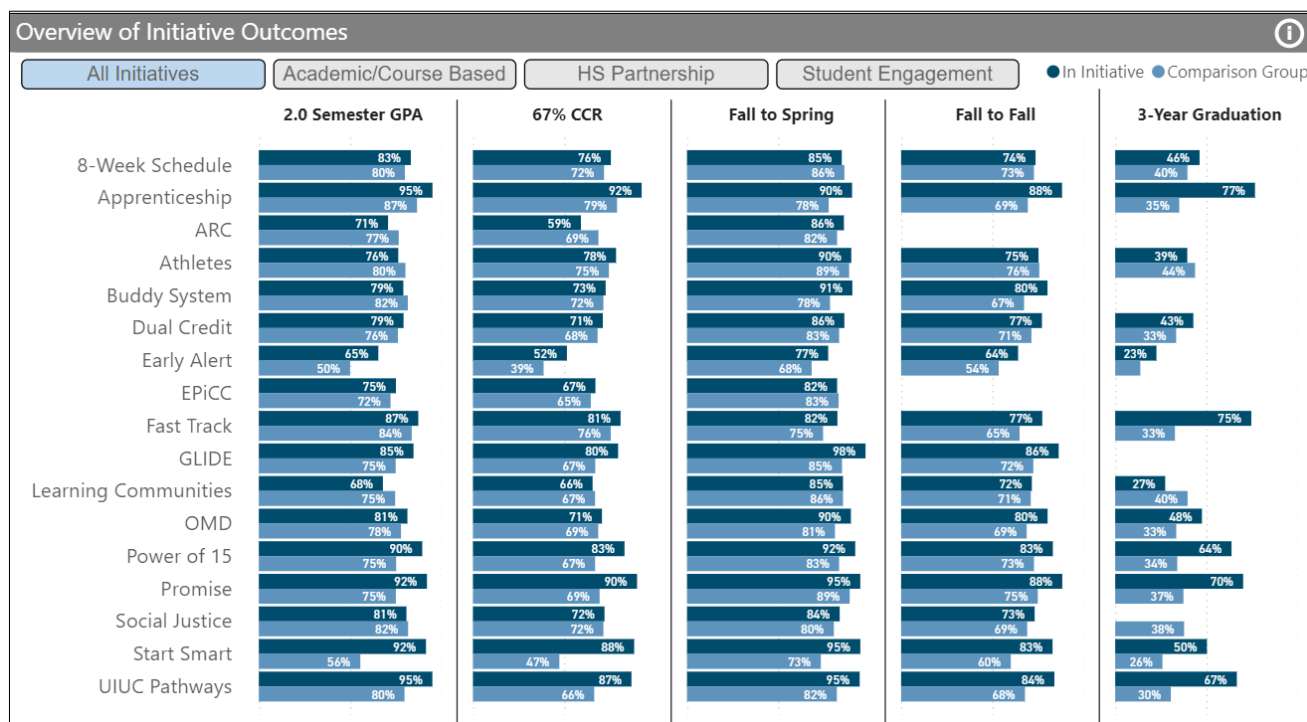 Overview of Initiative Outcomes
All Initiatives Academic/Course Based HS Partnership Student Engagement In Initiative Comparison Group
2.0 Semester GPA 67% CCR Fall to Spring Fall to Fall 3-Year Graduation
8-Week Schedule
83% 76% 85% 74% 46%
80% 72% 86% 73% 40%
Apprenticeship
95% 92% 90% 88% 77%
87% 79% 78% 69% 35%
ARC
71% 59% 86%
77% 69% 82%
Athletes
76% 78% 90% 75% 39%
80% 75% 89% 76% 44%
Buddy System
79% 73% 91% 80%
82% 72% 78% 67%
Dual Credit
79% 71% 86% 77% 43%
76% 68% 83% 71% 33%
Early Alert
65% 52% 77% 64% 23%
50% 39% 68% 54%
EPiCC
75% 67% 82%
72% 65% 83%
Fast Track
87% 81% 82% 77% 75%
84% 76% 75% 65% 33%
GLIDE
85% 80% 98% 86%
75% 67% 85% 72%
Learning Communities
68% 66% 85% 72% 27%
75% 67% 86% 71% 40%
OMD
81% 71% 90% 80% 48%
78% 69% 81% 69% 33%
Power of 15
90% 83% 92% 83% 64%
75% 67% 83% 73% 34%
Promise
92% 90% 95% 88% 70%
75% 69% 89% 75% 37%
Social Justice
81% 72% 84% 73%
82% 72% 80% 69% 38%
Start Smart
92% 88% 95% 83% 50%
56% 47% 73% 60% 26%
UIUC Pathways
95% 87% 95% 84% 67%
80% 66% 82% 68% 30%